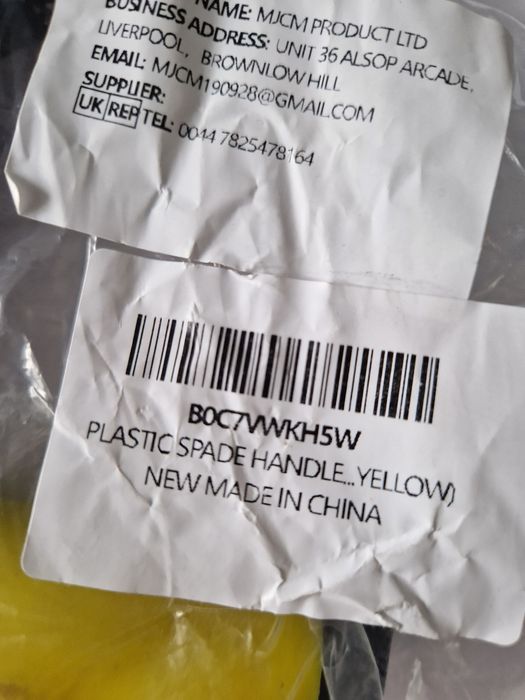 NAME: MJCM PRODUCT LTD
BUSINESS ADDRESS: UNIT 36 ALSOP ARCADE,
LIVERPOOL, BROWNLOW HILL
EMAIL: MJCM190928@GMAIL.COM
SUPPLIER:
UK REP TEL: 0044 7825478164
B0C7VWKH5W
PLASTIC SPADE HANDLE...YELLOW)
NEW MADE IN CHINA